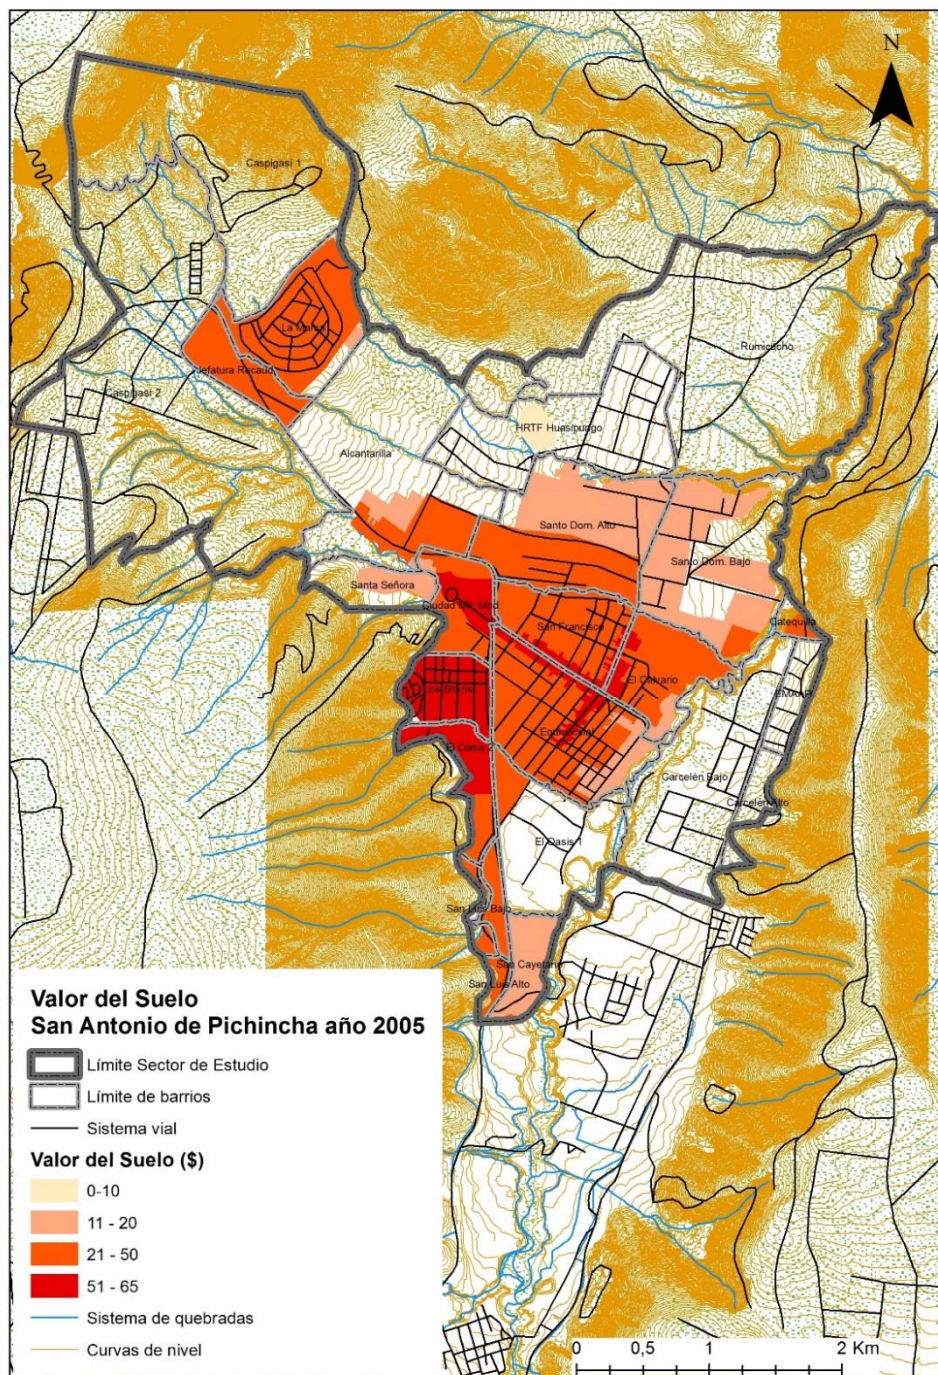 N
Caspigasi 1
La Marca
Rumicucho
Jefatura Recaud.
Caspigasi 2
HRTF Huasipungo
Alcantarilla
Santo Dom. Alto
Santo Dom. Bajo
Santa Señora
Ciudad Mit. Mnd.
San Francisco
Catequilla
El Calvario
Los Shyris
EMAAP
Equinoccial
El Oasis 2
Carcelén Bajo
Carcelén Alto
El Oasis 1
San Luis Bajo
San Cayetano
San Luis Alto
Valor del Suelo
San Antonio de Pichincha año 2005
Límite Sector de Estudio
Límite de barrios
Sistema vial
Valor del Suelo ($)
0-10
11 - 20
21 - 50
51 - 65
Sistema de quebradas
Curvas de nivel
0 0,5 1 2 Km